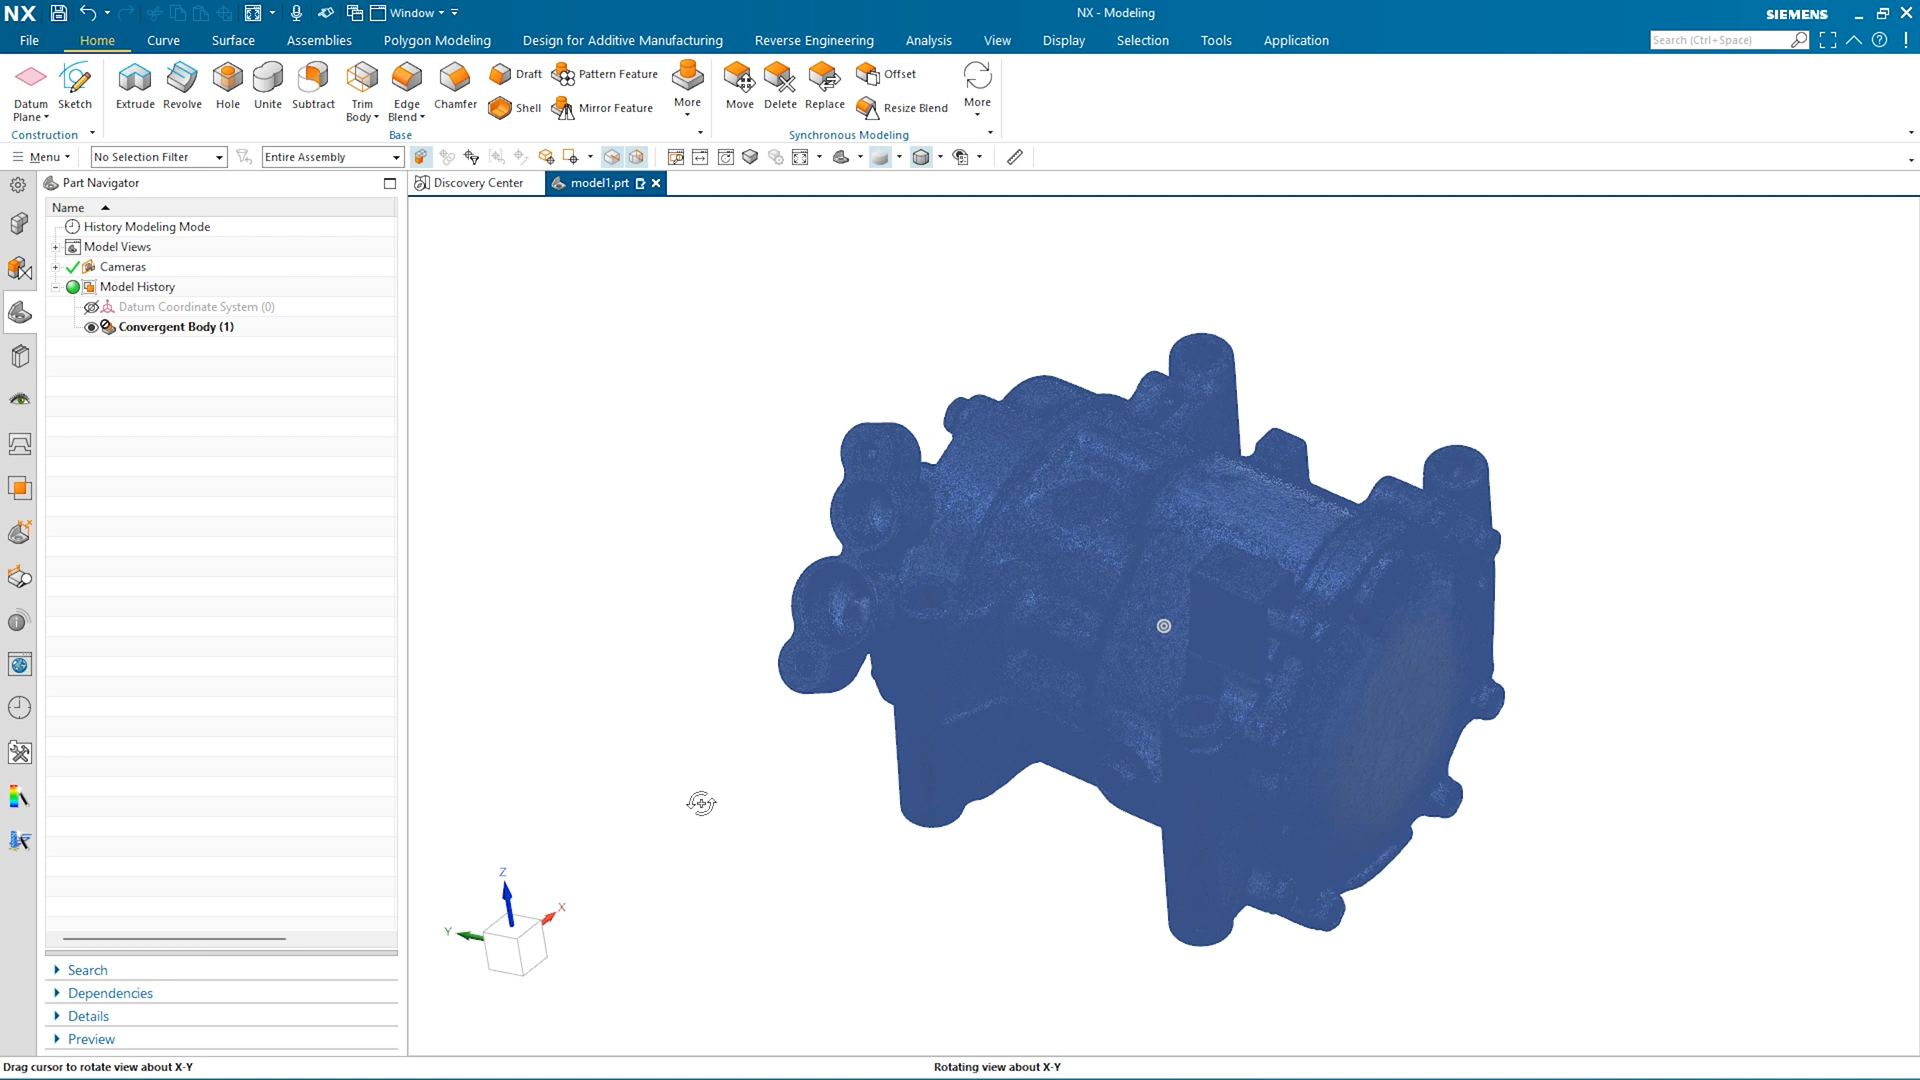 NX
Window
NX - Modeling
SIEMENS
File
Home
Curve
Surface
Assemblies
Polygon Modeling
Design for Additive Manufacturing
Reverse Engineering
Analysis
View
Display
Selection
Tools
Application
Search (Ctrl+Space)
Datum Plane
Sketch
Extrude
Revolve
Hole
Unite
Subtract
Trim Body
Edge Blend
Chamfer
Draft
Shell
Pattern Feature
Mirror Feature
More
Move
Delete
Replace
Offset
Resize Blend
More
Construction
Base
Synchronous Modeling
Menu
No Selection Filter
Entire Assembly
Part Navigator
Discovery Center
model1.prt
Name
History Modeling Mode
Model Views
Cameras
Model History
Datum Coordinate System (0)
Convergent Body (1)
Z
X
Y
Search
Dependencies
Details
Preview
Drag cursor to rotate view about X-Y
Rotating view about X-Y